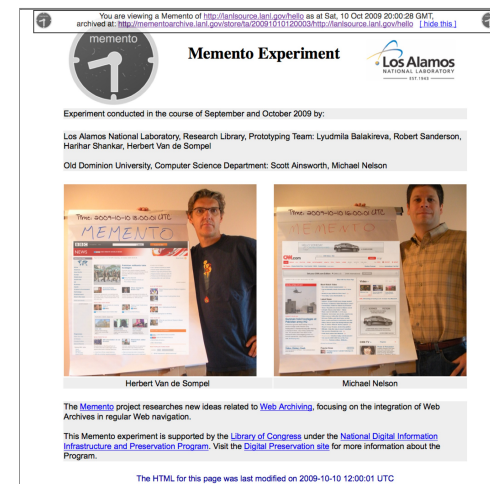 You are viewing a Memento of http://lanlsource.lanl.gov/hello as at Sat, 10 Oct 2009 20:00:28 GMT,
archived at: http://mementoarchive.lanl.gov/store/ta/20091010120003/http://lanlsource.lanl.gov/hello [ hide this ]
memento
Memento Experiment
Los Alamos
NATIONAL LABORATORY
EST. 1943
Experiment conducted in the course of September and October 2009 by:
Los Alamos National Laboratory, Research Library, Prototyping Team: Lyudmila Balakireva, Robert Sanderson,
Harihar Shankar, Herbert Van de Sompel
Old Dominion University, Computer Science Department: Scott Ainsworth, Michael Nelson
Time: 2009-10-10 18:00:01 UTC
MEMENTO
BBC
NEWS
Time: 2009-10-10 16:00:01 UTC
MEMENTO
CNN.com
Herbert Van de Sompel
Michael Nelson
The Memento project researches new ideas related to Web Archiving, focusing on the integration of Web
Archives in regular Web navigation.
This Memento experiment is supported by the Library of Congress under the National Digital Information
Infrastructure and Preservation Program. Visit the Digital Preservation site for more information about the
Program.
The HTML for this page was last modified on 2009-10-10 12:00:01 UTC